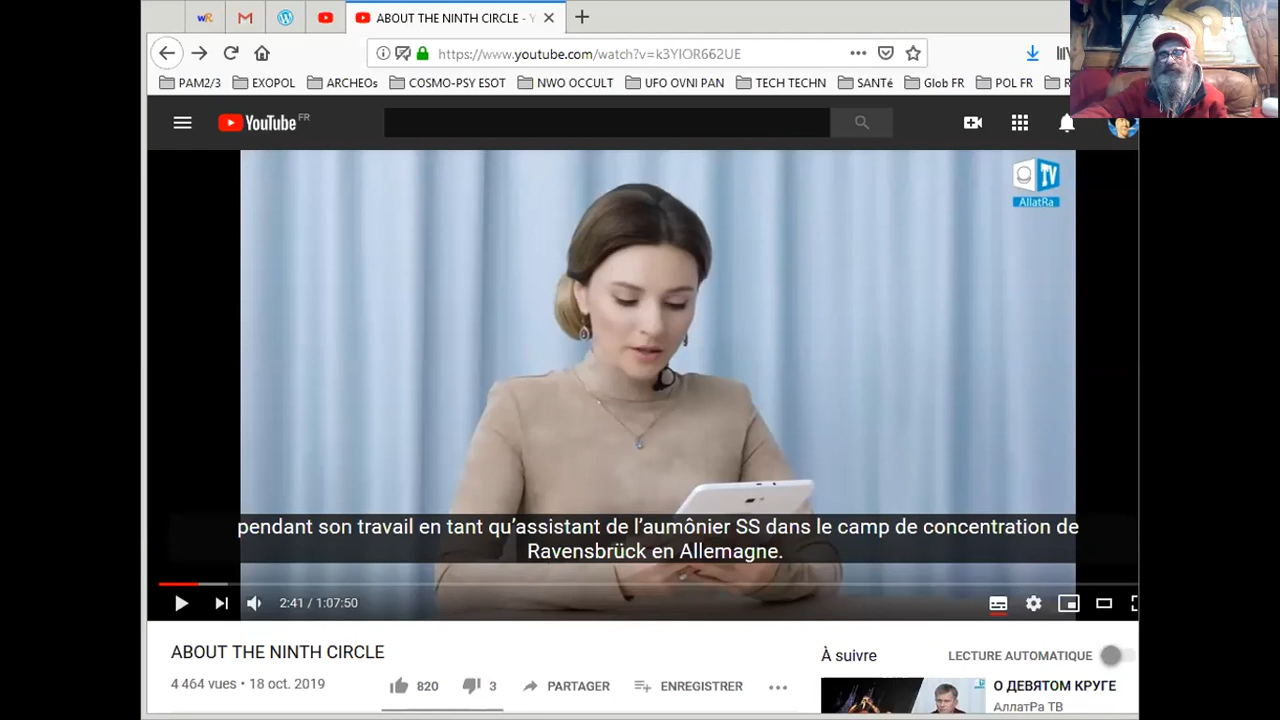 wR
ABOUT THE NINTH CIRCLE - Y
https://www.youtube.com/watch?v=k3YIOR662UE
PAM2/3 EXOPOL ARCHEOs COSMO-PSY ESOT NWO OCCULT UFO OVNI PAN TECH TECHN SANTé Glob FR POL FR
YouTube FR
TV
AllatRa
pendant son travail en tant qu’assistant de l’aumônier SS dans le camp de concentration de
Ravensbrück en Allemagne.
2:41 / 1:07:50
ABOUT THE NINTH CIRCLE
4 464 vues • 18 oct. 2019
820 3 PARTAGER ENREGISTRER
À suivre LECTURE AUTOMATIQUE
О ДЕВЯТОМ КРУГЕ
АллатРа ТВ